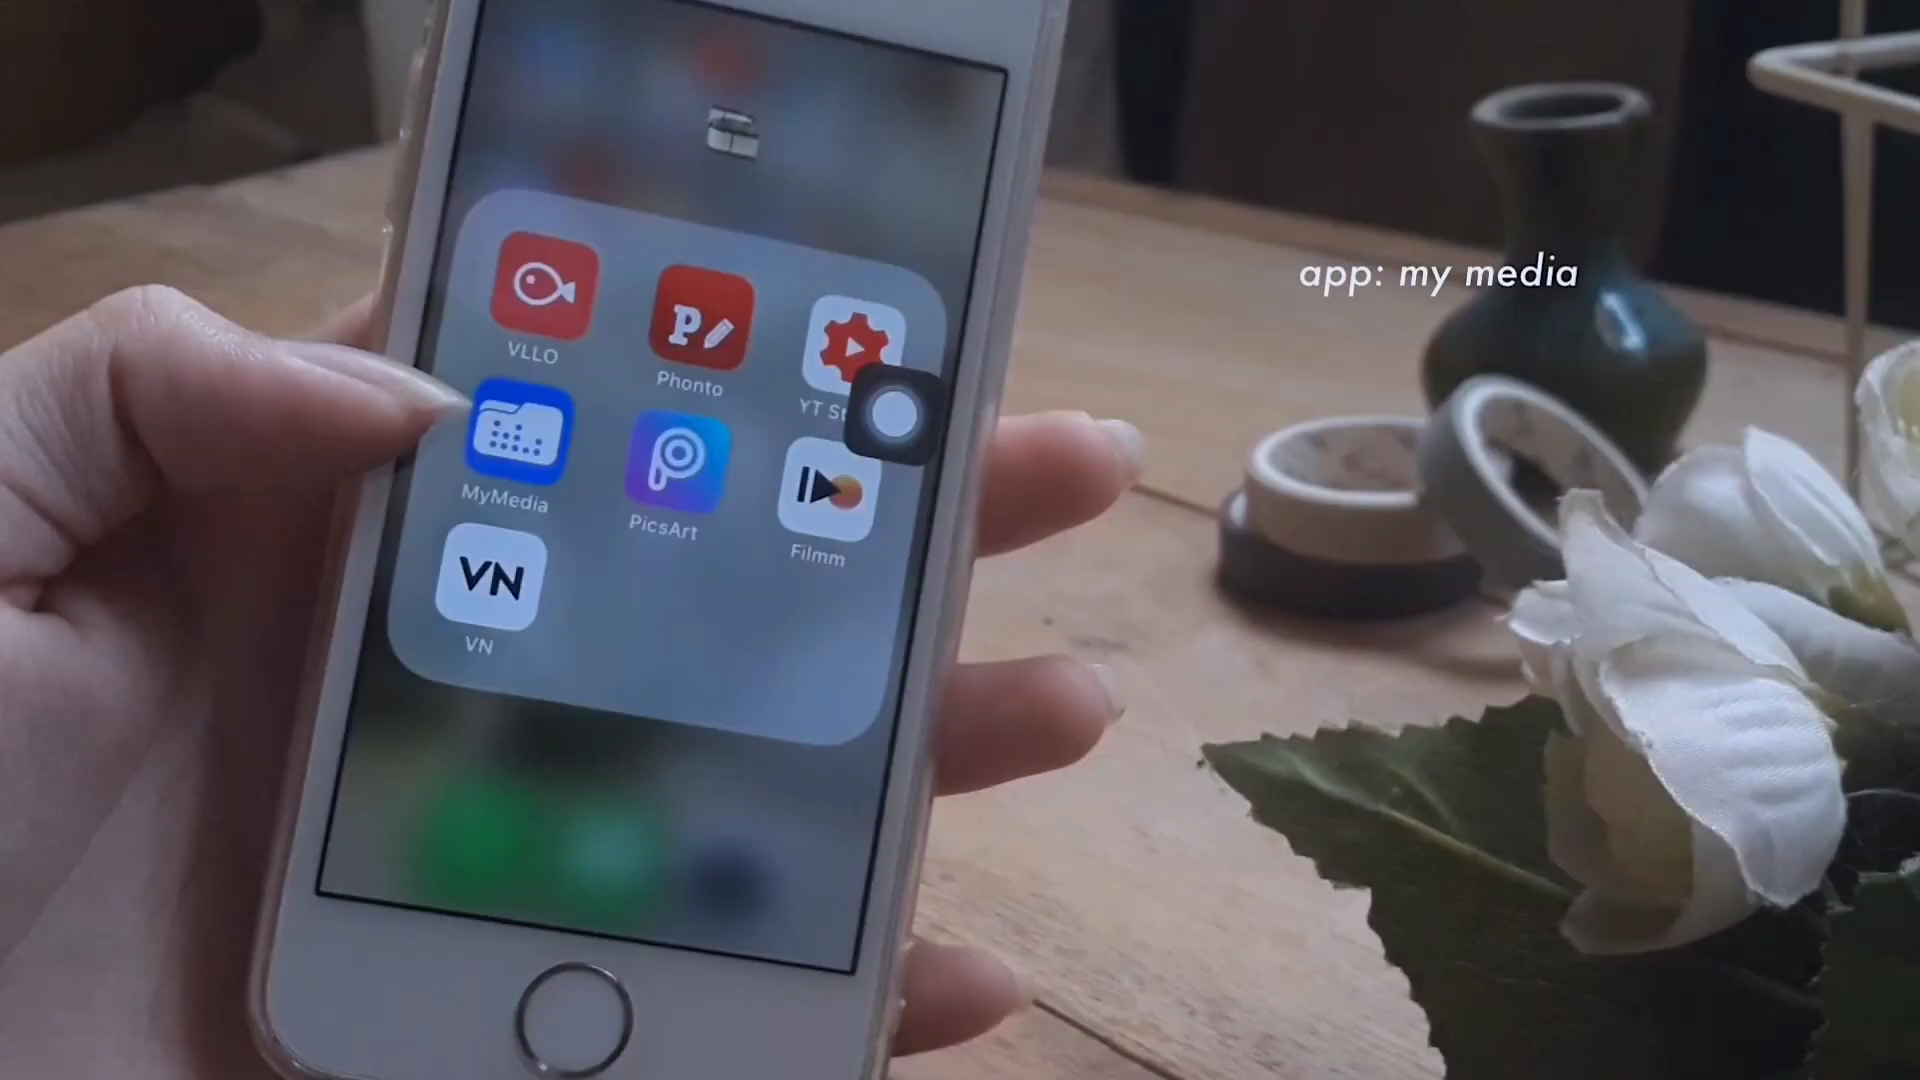 app: my media
VLLO
Phonto
YT St
MyMedia
PicsArt
Filmm
VN
VN